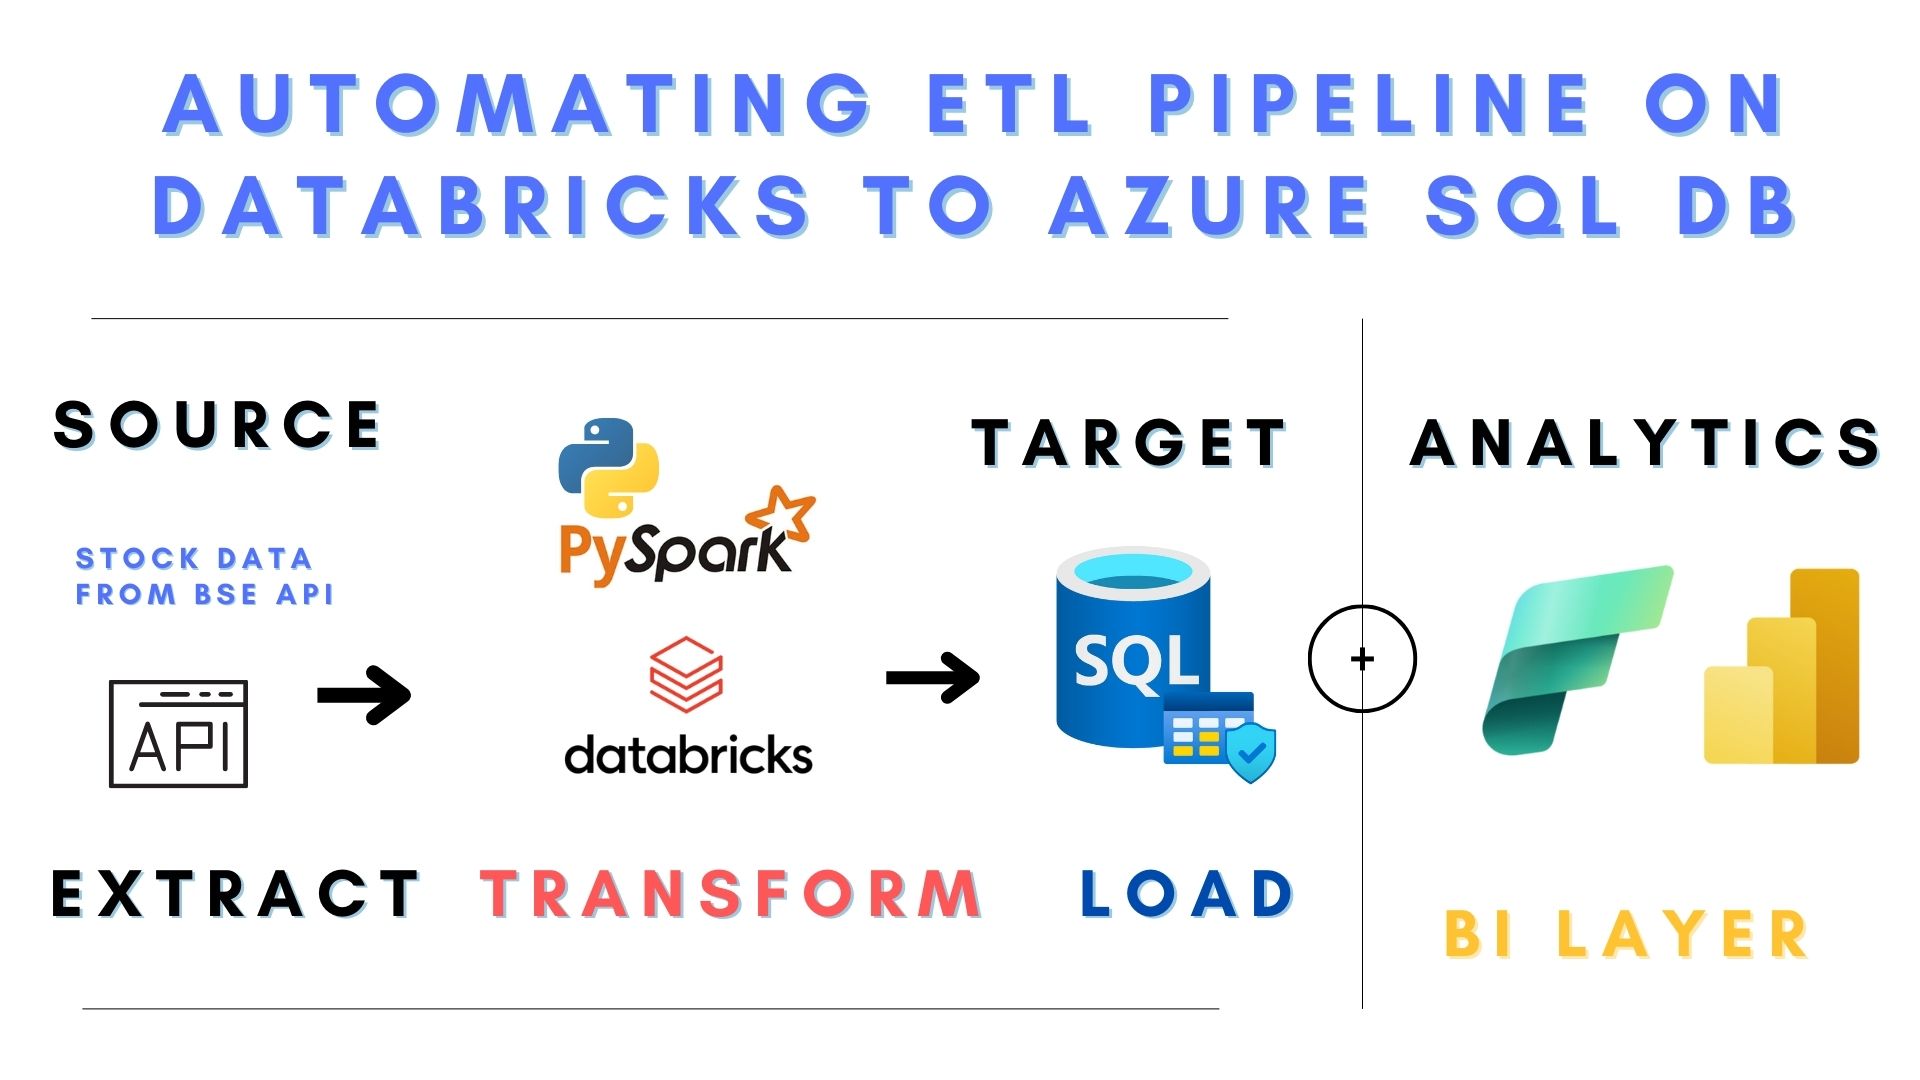 AUTOMATING ETL PIPELINE ON
DATABRICKS TO AZURE SQL DB
SOURCE
STOCK DATA
FROM BSE API
API
EXTRACT
PySpark
databricks
TRANSFORM
TARGET
SQL
LOAD
+
ANALYTICS
BI LAYER